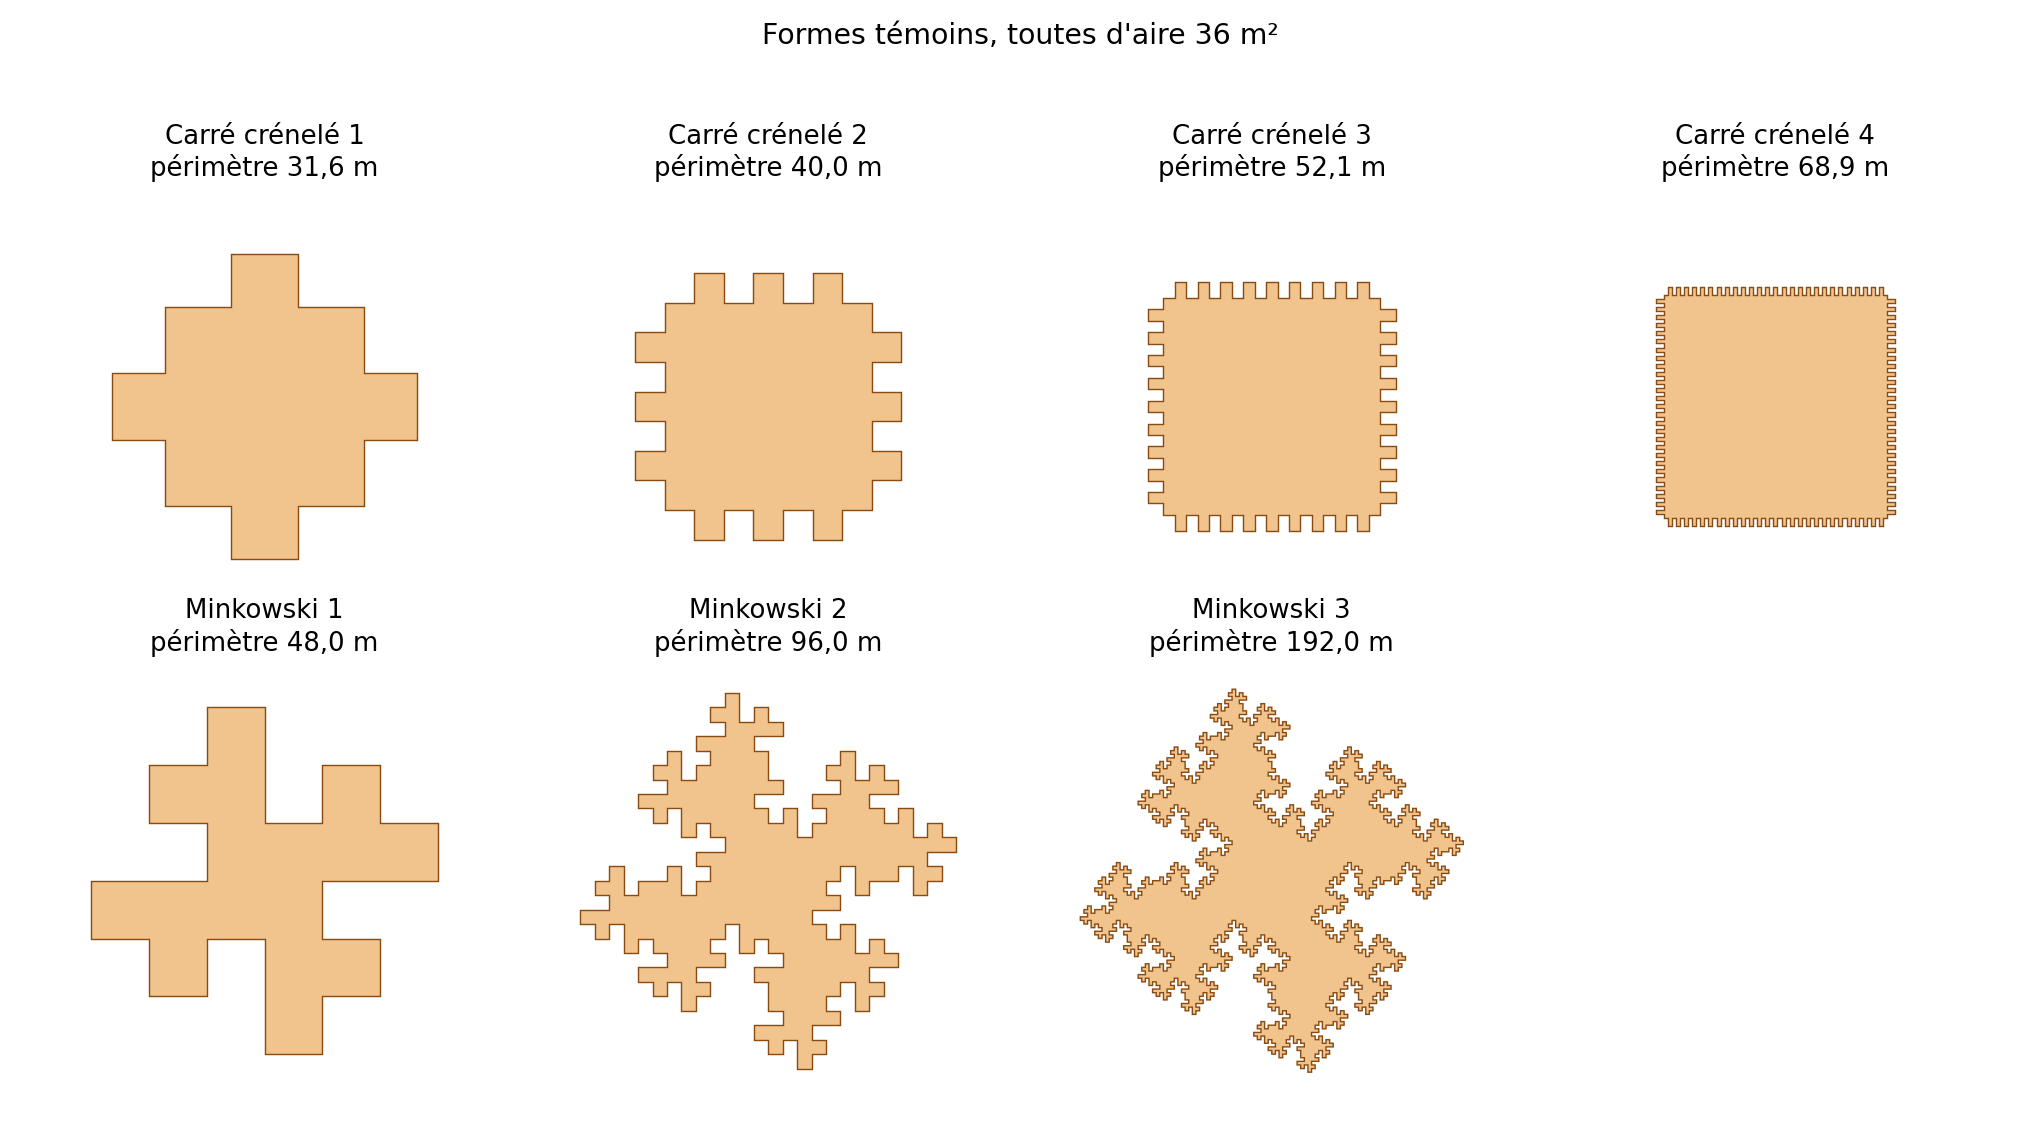 Formes témoins, toutes d'aire 36 m²
Carré crénelé 1
périmètre 31,6 m
Carré crénelé 2
périmètre 40,0 m
Carré crénelé 3
périmètre 52,1 m
Carré crénelé 4
périmètre 68,9 m
Minkowski 1
périmètre 48,0 m
Minkowski 2
périmètre 96,0 m
Minkowski 3
périmètre 192,0 m